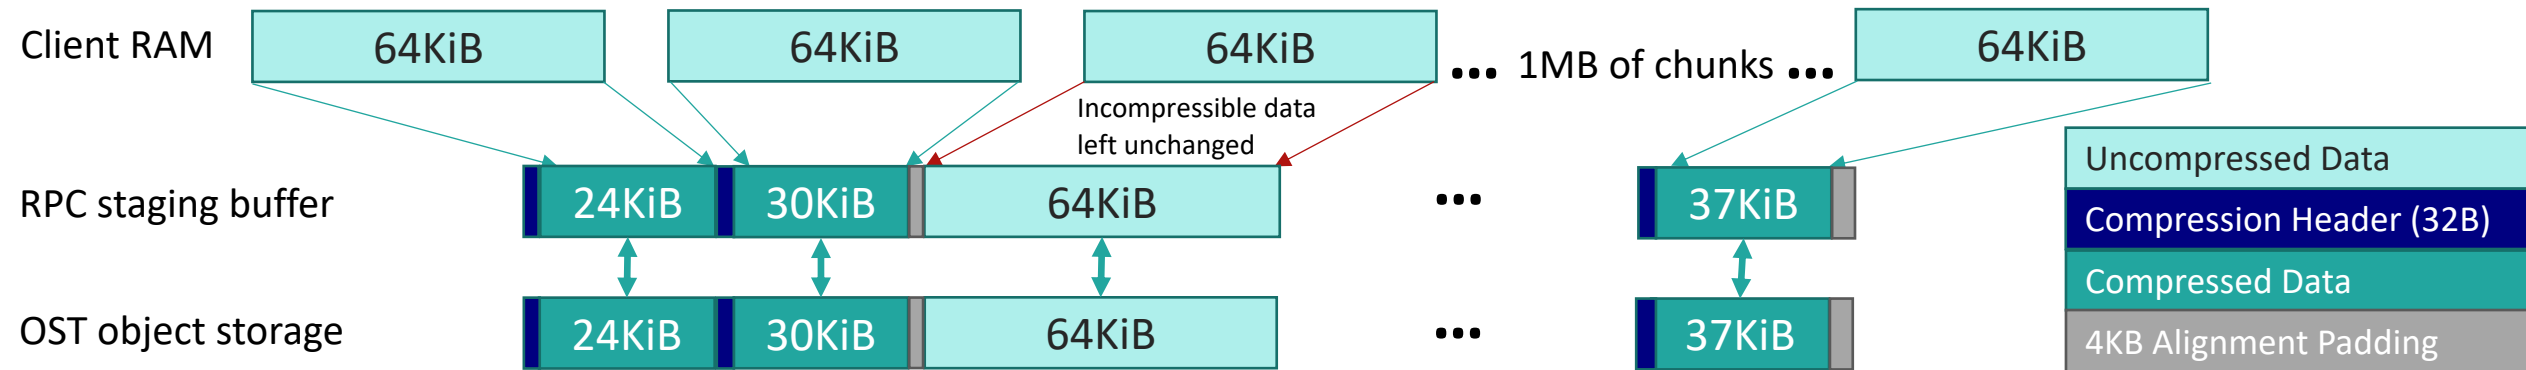 Client RAM
64KiB
64KiB
64KiB
... 1MB of chunks ...
64KiB
Incompressible data
left unchanged
RPC staging buffer
24KiB
30KiB
64KiB
...
37KiB
OST object storage
24KiB
30KiB
64KiB
...
37KiB
Uncompressed Data
Compression Header (32B)
Compressed Data
4KB Alignment Padding